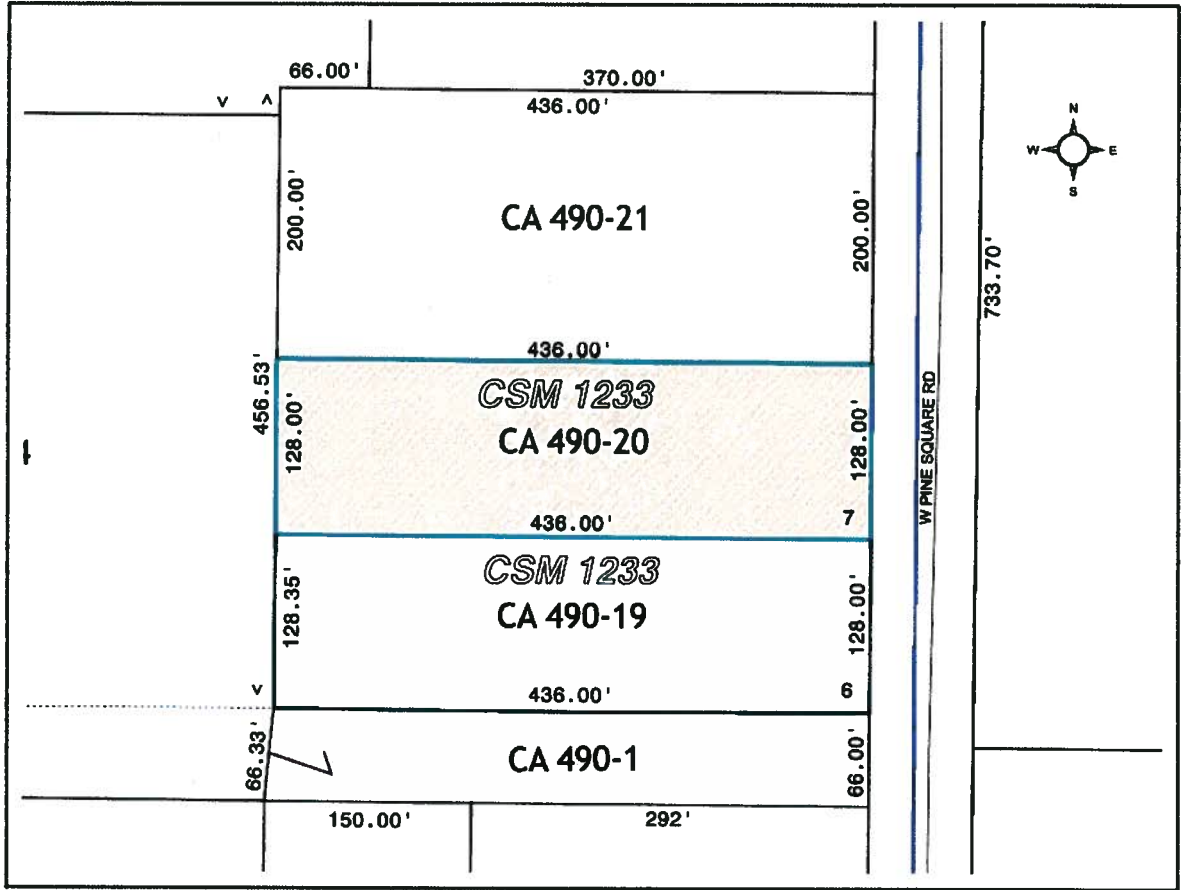 66.00'
370.00'
v ^
436.00'
N
W E
S
200.00'
CA 490-21
200.00'
733.70'
436.00'
456.53'
CSM 1233
128.00'
CA 490-20
128.00'
W PINE SQUARE RD
436.00'
7
CSM 1233
128.35'
CA 490-19
128.00'
v
436.00'
6
66.33'
CA 490-1
66.00'
150.00'
292'